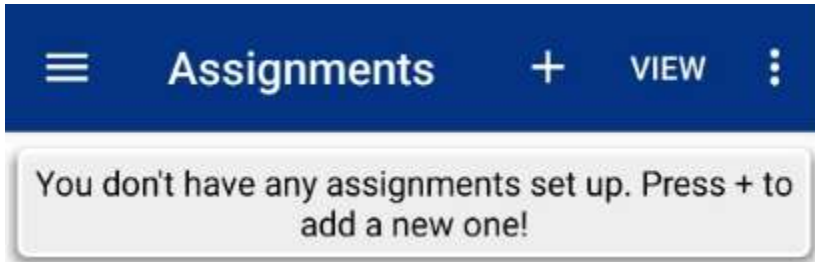 Assignments + VIEW
You don't have any assignments set up. Press + to
add a new one!